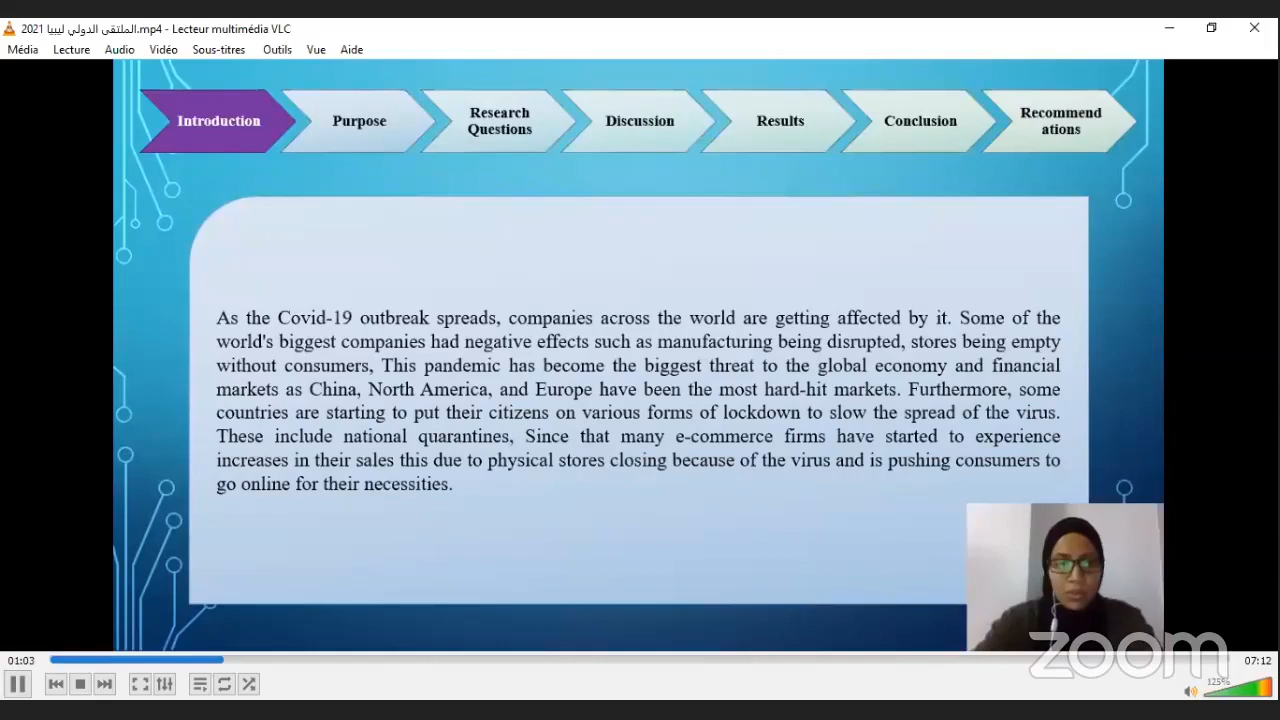 الملتقى الدولي ليبيا 2021.mp4 - Lecteur multimédia VLC
Média Lecture Audio Vidéo Sous-titres Outils Vue Aide
Introduction
Purpose
Research
Questions
Discussion
Results
Conclusion
Recommend
ations
As the Covid-19 outbreak spreads, companies across the world are getting affected by it. Some of the
world's biggest companies had negative effects such as manufacturing being disrupted, stores being empty
without consumers, This pandemic has become the biggest threat to the global economy and financial
markets as China, North America, and Europe have been the most hard-hit markets. Furthermore, some
countries are starting to put their citizens on various forms of lockdown to slow the spread of the virus.
These include national quarantines, Since that many e-commerce firms have started to experience
increases in their sales this due to physical stores closing because of the virus and is pushing consumers to
go online for their necessities.
zoom
01:03
07:12
125%